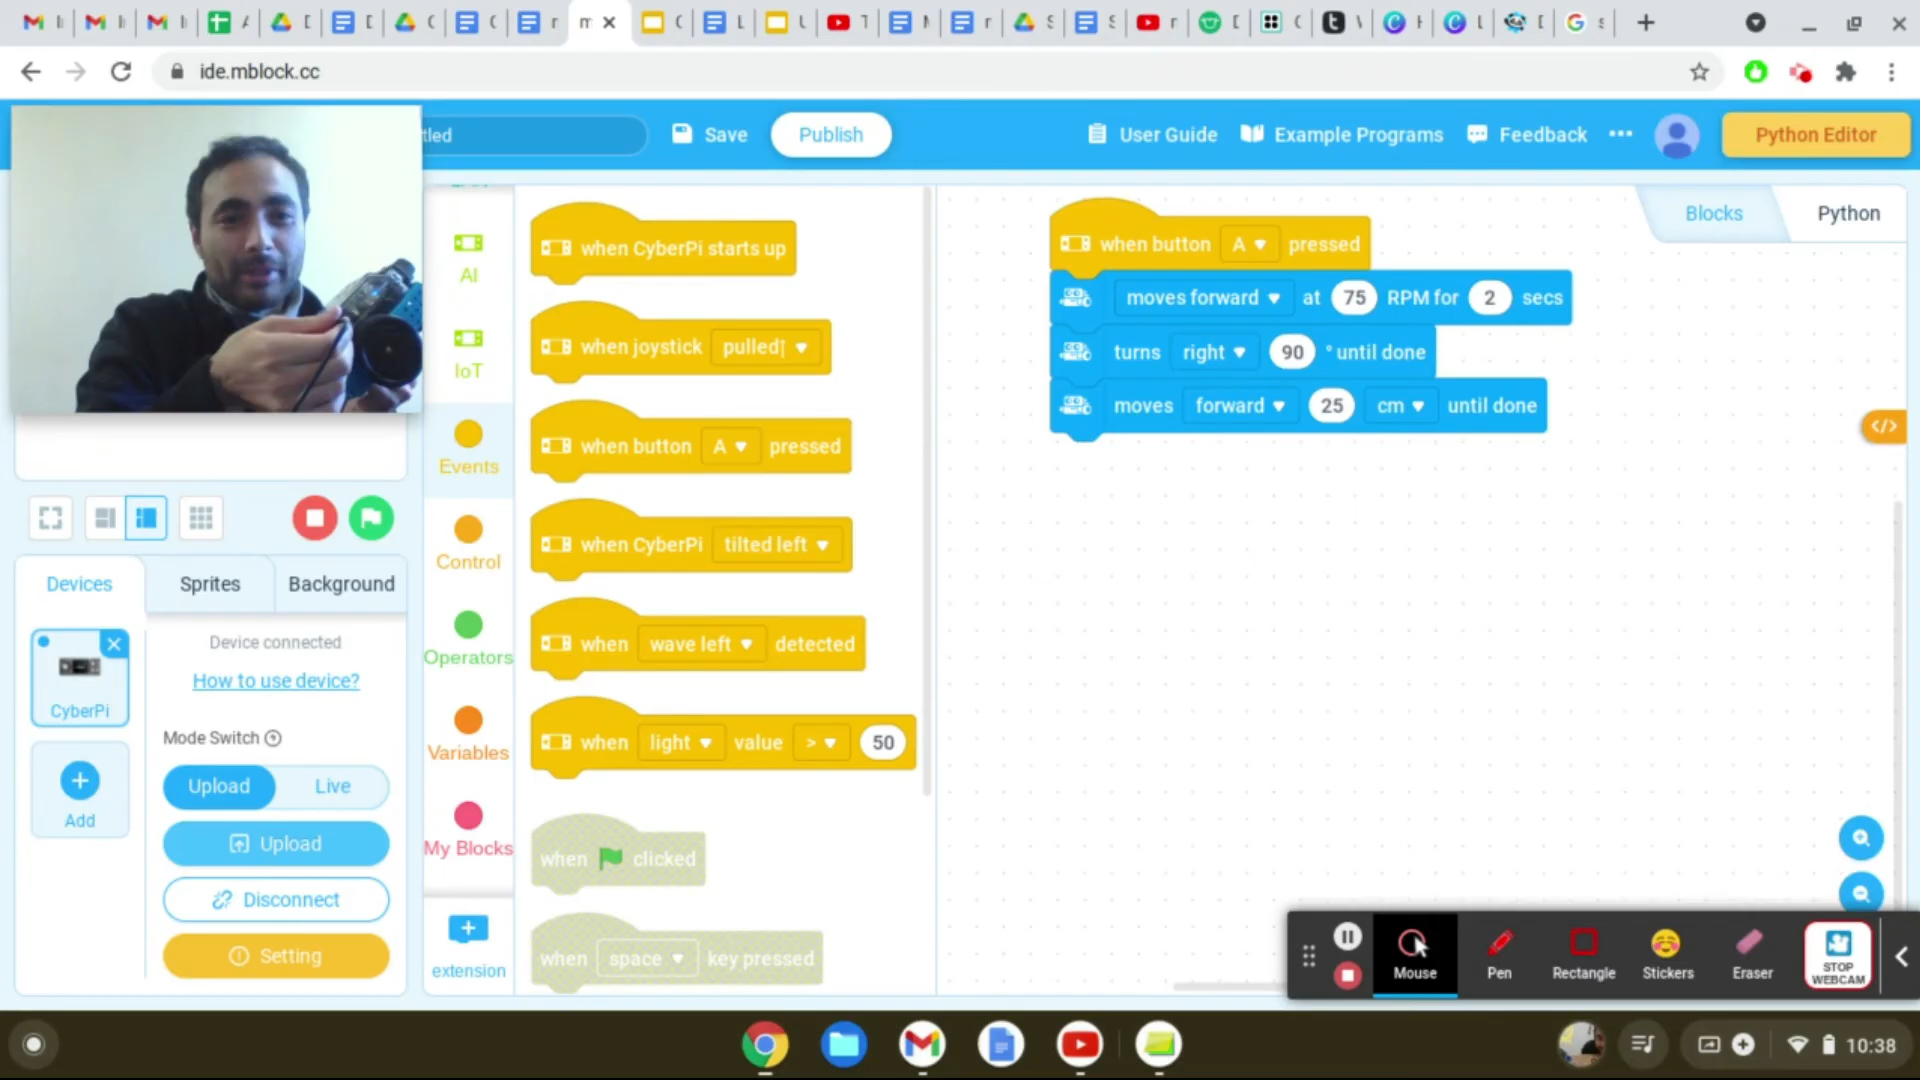 ide.mblock.cc
tled
Save
Publish
User Guide
Example Programs
Feedback
Python Editor
AI
IoT
Events
Control
Operators
Variables
My Blocks
extension
when CyberPi starts up
when joystick pulled↑
when button A pressed
when CyberPi tilted left
when wave left detected
when light value > 50
when clicked
when space key pressed
when button A pressed
moves forward at 75 RPM for 2 secs
turns right 90 ° until done
moves forward 25 cm until done
Blocks
Python
</>
Devices
Sprites
Background
CyberPi
Add
Device connected
How to use device?
Mode Switch
Upload
Live
Upload
Disconnect
Setting
Mouse
Pen
Rectangle
Stickers
Eraser
STOP
WEBCAM
10:38